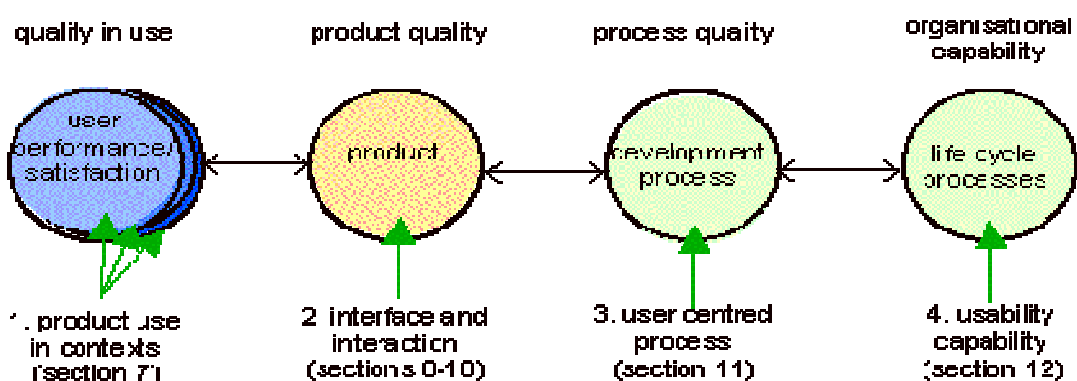 quality in use
product quality
process quaity
organisational
capability
user
performance/
satisfaction
product
development
process
life cycle
processes
1. product use
in contexts
(section 7)
2 interface and
interaction
(sections 0-10)
3. user centred
process
(section 11)
4. usability
capability
(section 12)